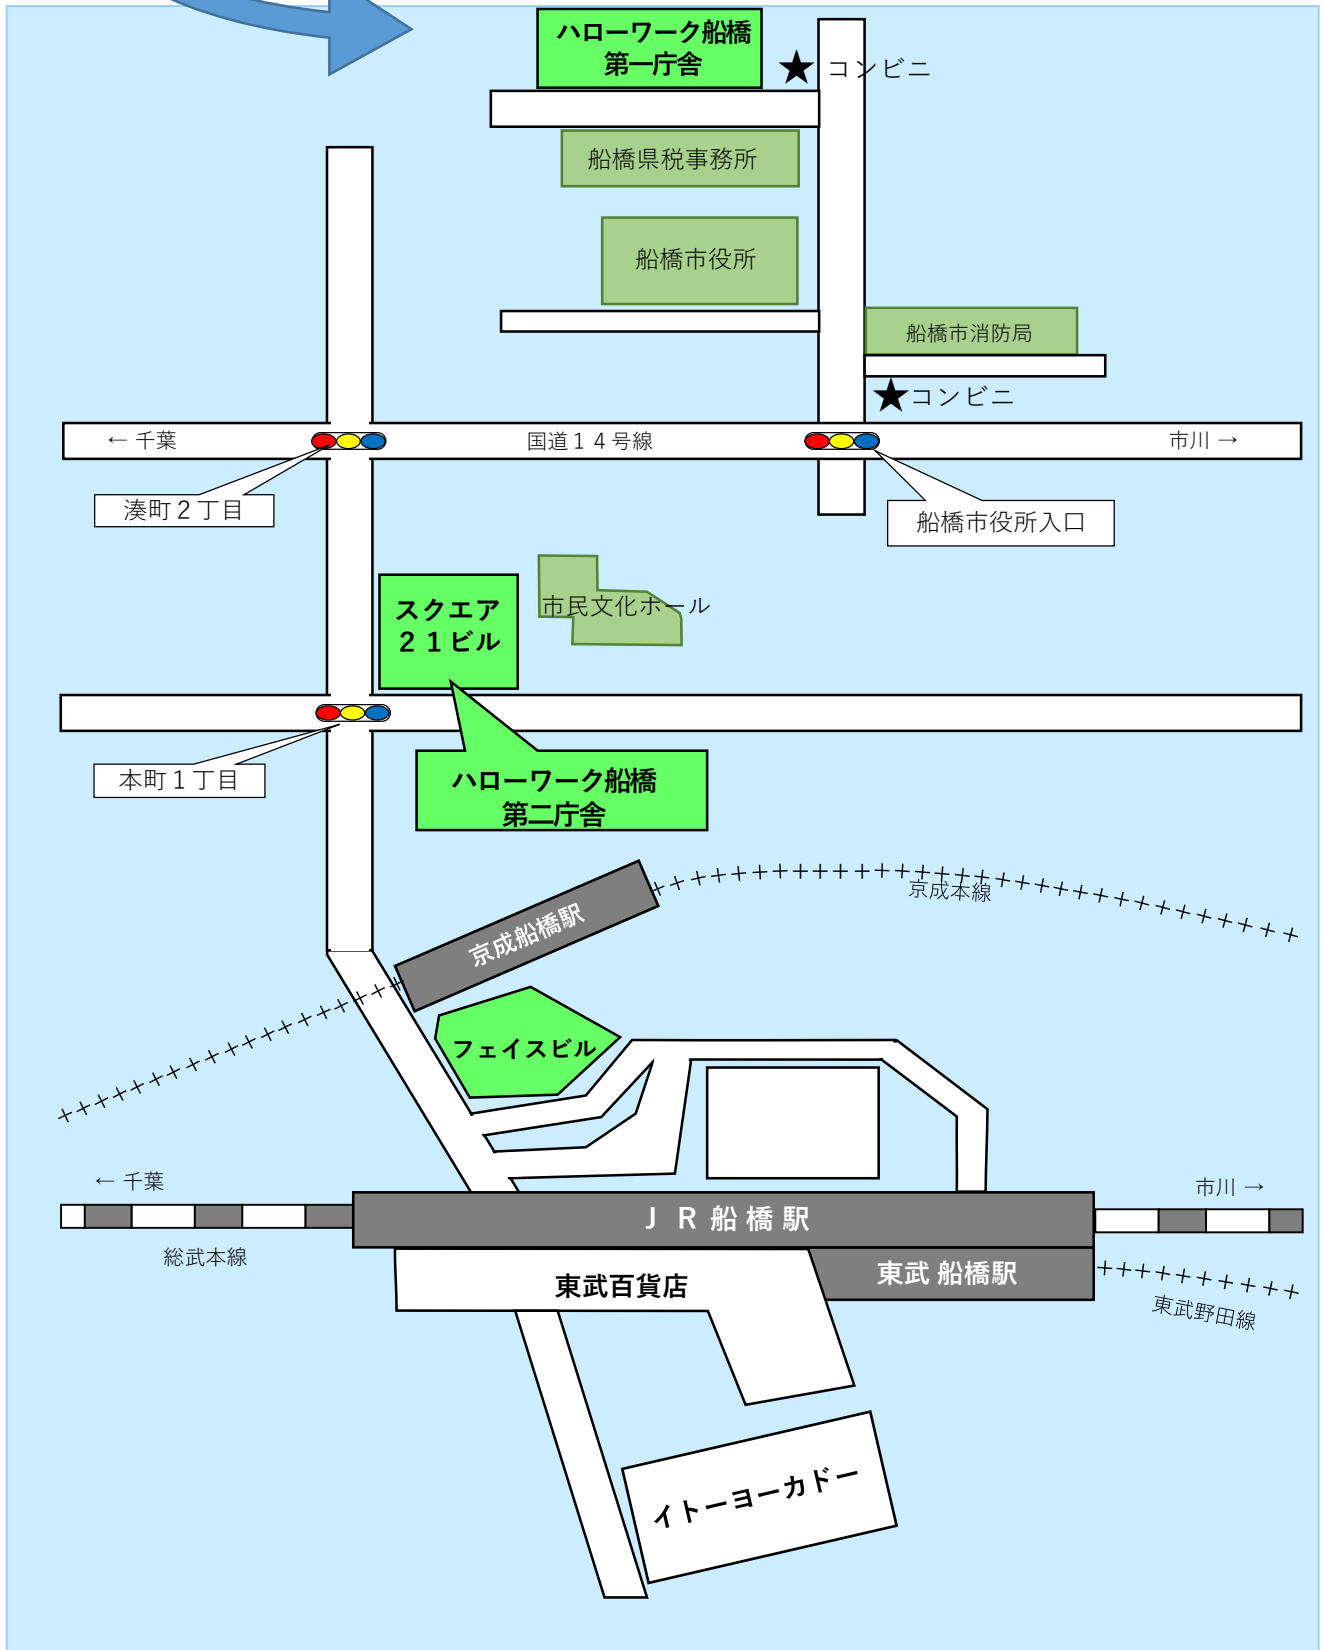 ハローワーク船橋
第一庁舎
コンビニ
船橋県税事務所
船橋市役所
船橋市消防局
コンビニ
← 千葉
国道１４号線
市川 →
湊町２丁目
船橋市役所入口
スクエア
２１ビル
市民文化ホール
本町１丁目
ハローワーク船橋
第二庁舎
京成本線
京成船橋駅
フェイスビル
← 千葉
市川 →
ＪＲ船橋駅
総武本線
東武百貨店
東武 船橋駅
東武野田線
イトーヨーカドー